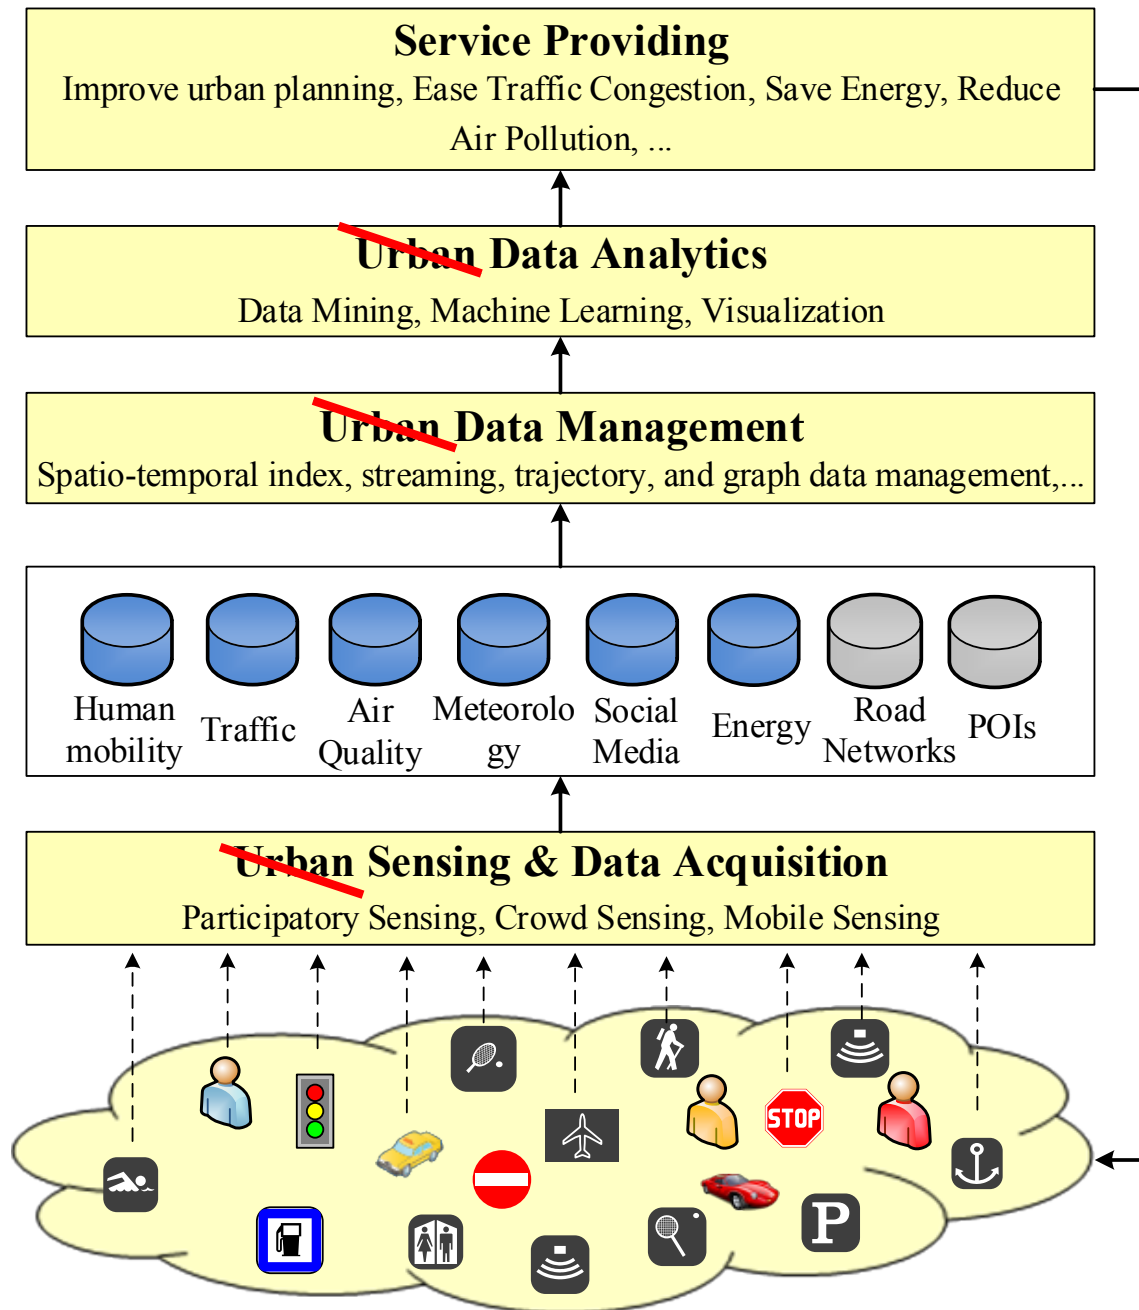 Service Providing
Improve urban planning, Ease Traffic Congestion, Save Energy, Reduce
Air Pollution, ...
Urban Data Analytics
Data Mining, Machine Learning, Visualization
Urban Data Management
Spatio-temporal index, streaming, trajectory, and graph data management,...
Human
mobility
Traffic
Air
Quality
Meteorolo
gy
Social
Media
Energy
Road
Networks
POIs
Urban Sensing & Data Acquisition
Participatory Sensing, Crowd Sensing, Mobile Sensing
STOP
P